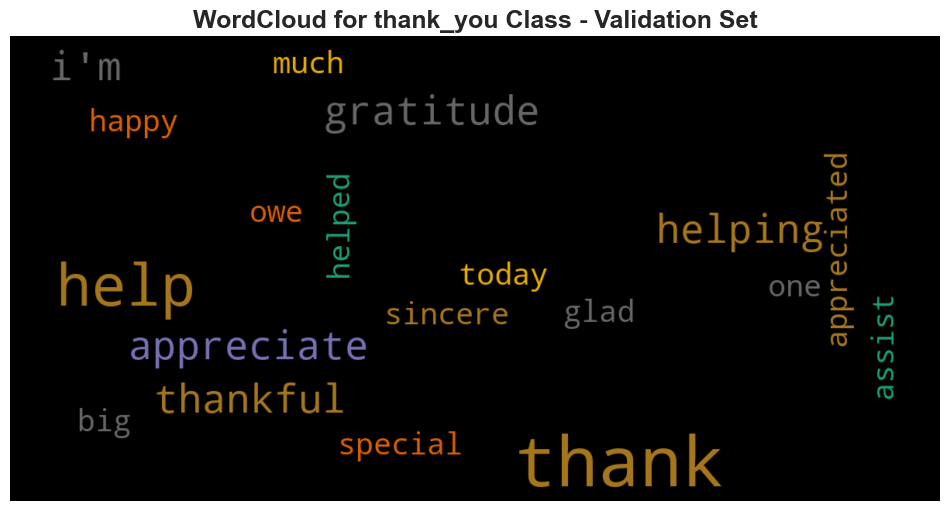 WordCloud for thank_you Class - Validation Set
i'm
much
happy
gratitude
owe
helped
helping
appreciated
help
today
one
sincere
glad
assist
appreciate
thankful
big
special
thank